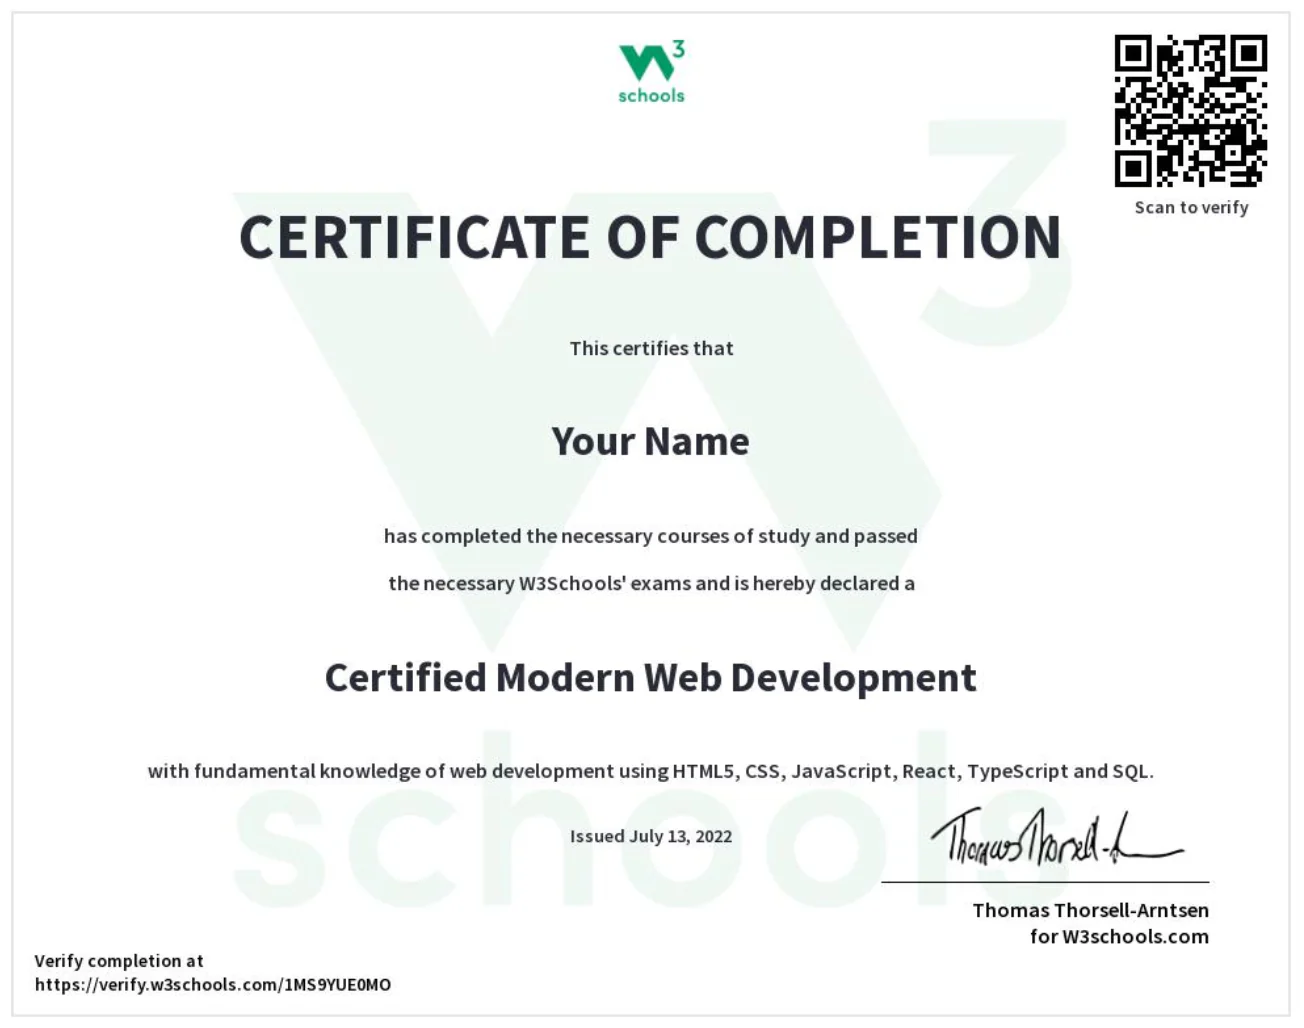 W3
schools
Scan to verify
CERTIFICATE OF COMPLETION
This certifies that
Your Name
has completed the necessary courses of study and passed
the necessary W3Schools' exams and is hereby declared a
Certified Modern Web Development
with fundamental knowledge of web development using HTML5, CSS, JavaScript, React, TypeScript and SQL.
Issued July 13, 2022
Thomas Thorsell-A
Thomas Thorsell-Arntsen
for W3schools.com
Verify completion at
https://verify.w3schools.com/1MS9YUE0MO
W3
schools